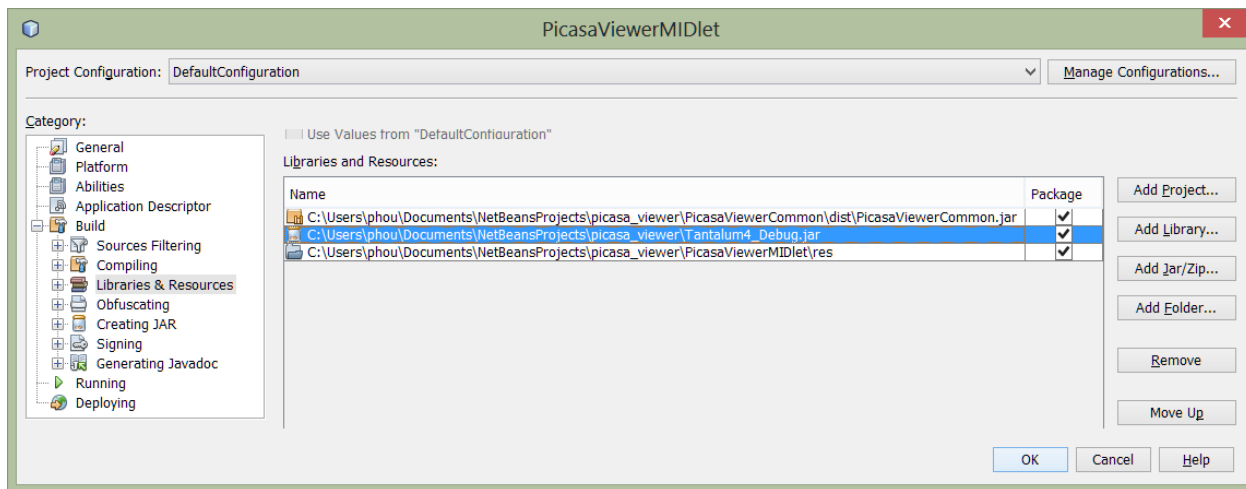 PicasaViewerMIDlet
Project Configuration: DefaultConfiguration Manage Configurations...
Category:
General
Platform
Abilities
Application Descriptor
Build
Sources Filtering
Compiling
Libraries & Resources
Obfuscating
Creating JAR
Signing
Generating Javadoc
Running
Deploying
Use Values from "DefaultConfiguration"
Libraries and Resources:
Name Package
C:\Users\phou\Documents\NetBeansProjects\picasa_viewer\PicasaViewerCommon\dist\PicasaViewerCommon.jar
C:\Users\phou\Documents\NetBeansProjects\picasa_viewer\Tantalum4_Debug.jar
C:\Users\phou\Documents\NetBeansProjects\picasa_viewer\PicasaViewerMIDlet\res
Add Project...
Add Library...
Add Jar/Zip...
Add Folder...
Remove
Move Up
OK Cancel Help